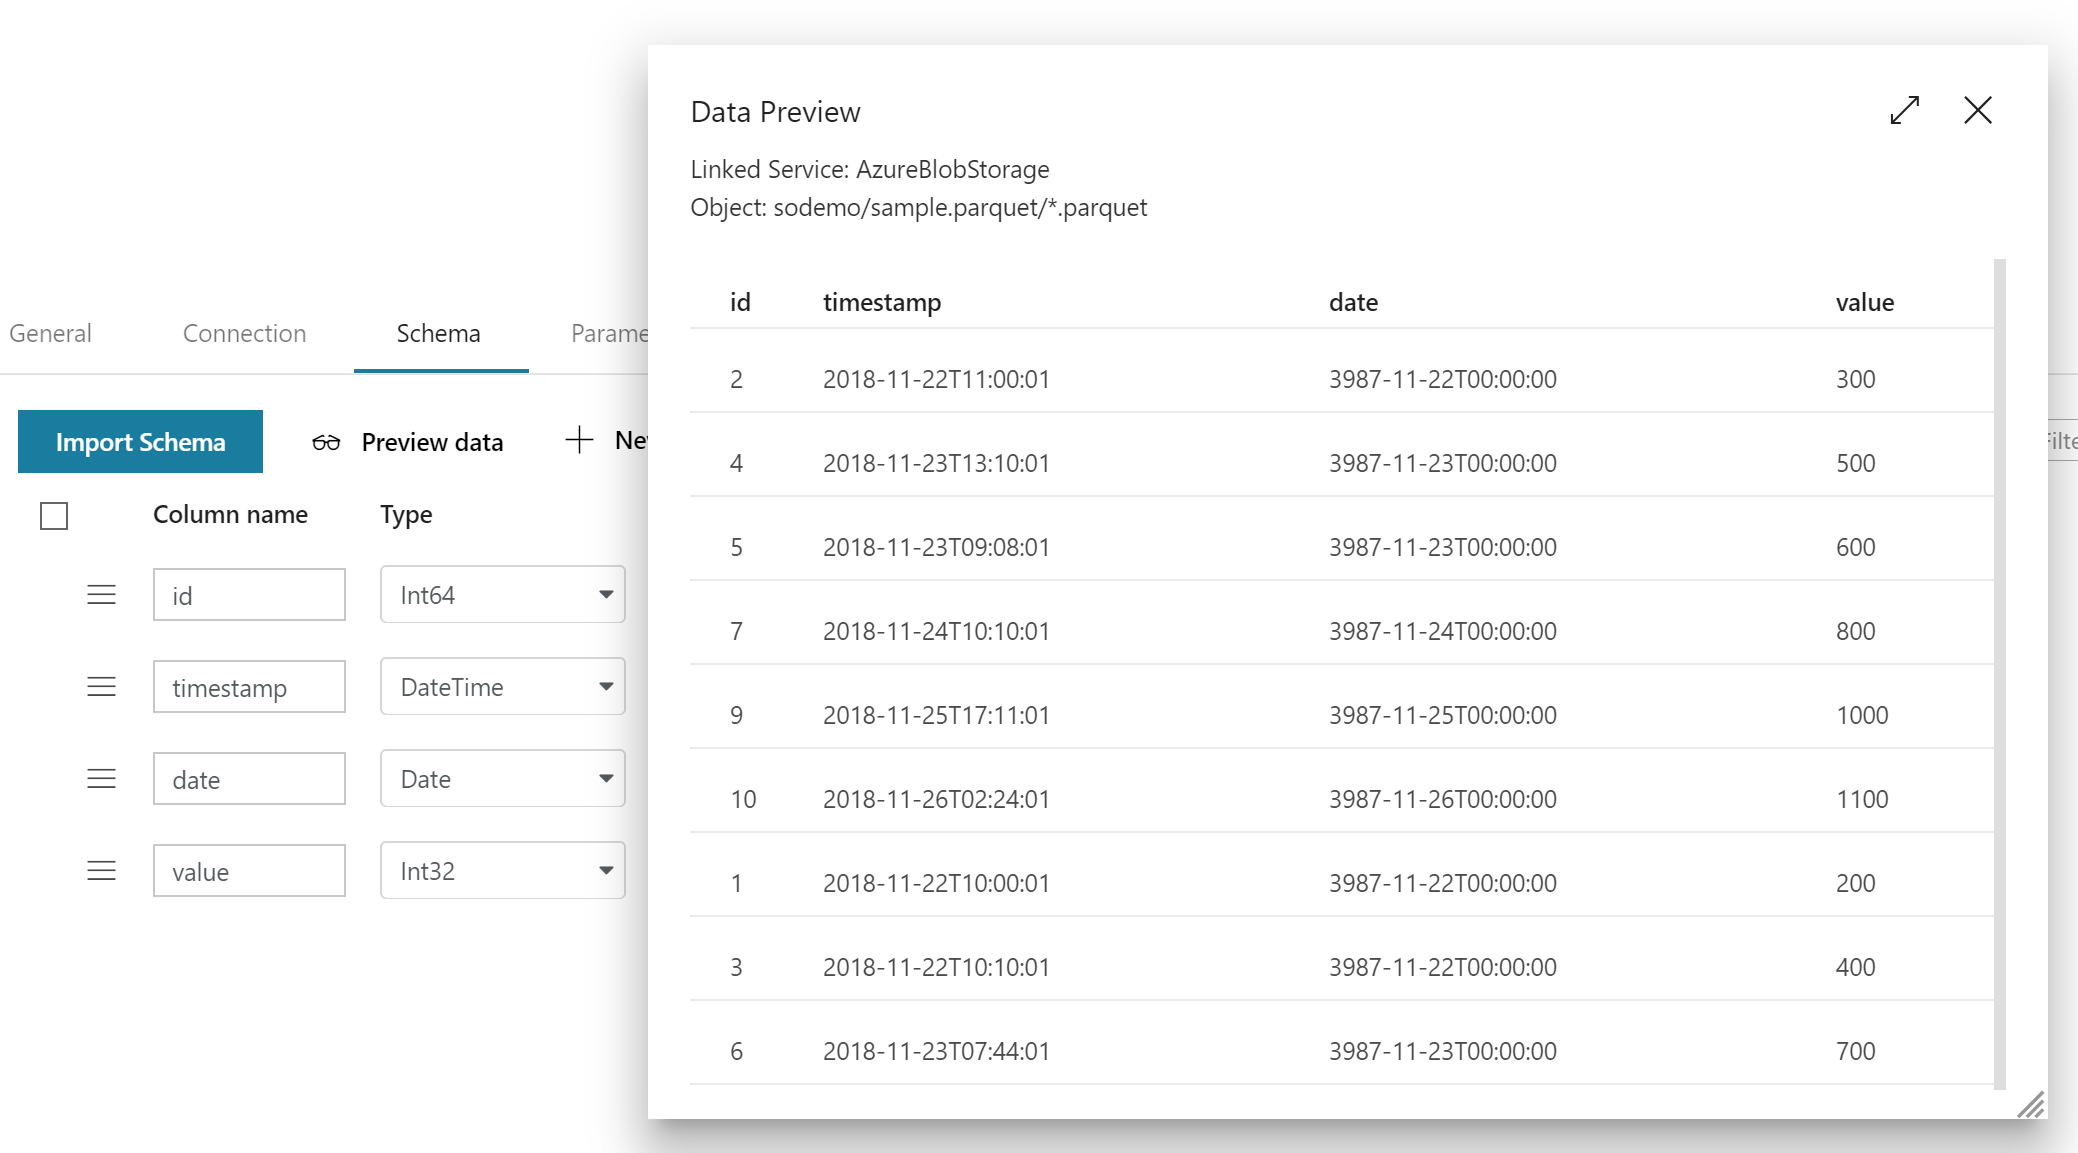 General Connection Schema Parame
Import Schema Preview data New
Column name Type
id Int64
timestamp DateTime
date Date
value Int32
Data Preview
Linked Service: AzureBlobStorage
Object: sodemo/sample.parquet/*.parquet
id timestamp date value
2 2018-11-22T11:00:01 3987-11-22T00:00:00 300
4 2018-11-23T13:10:01 3987-11-23T00:00:00 500
5 2018-11-23T09:08:01 3987-11-23T00:00:00 600
7 2018-11-24T10:10:01 3987-11-24T00:00:00 800
9 2018-11-25T17:11:01 3987-11-25T00:00:00 1000
10 2018-11-26T02:24:01 3987-11-26T00:00:00 1100
1 2018-11-22T10:00:01 3987-11-22T00:00:00 200
3 2018-11-22T10:10:01 3987-11-22T00:00:00 400
6 2018-11-23T07:44:01 3987-11-23T00:00:00 700
Filte